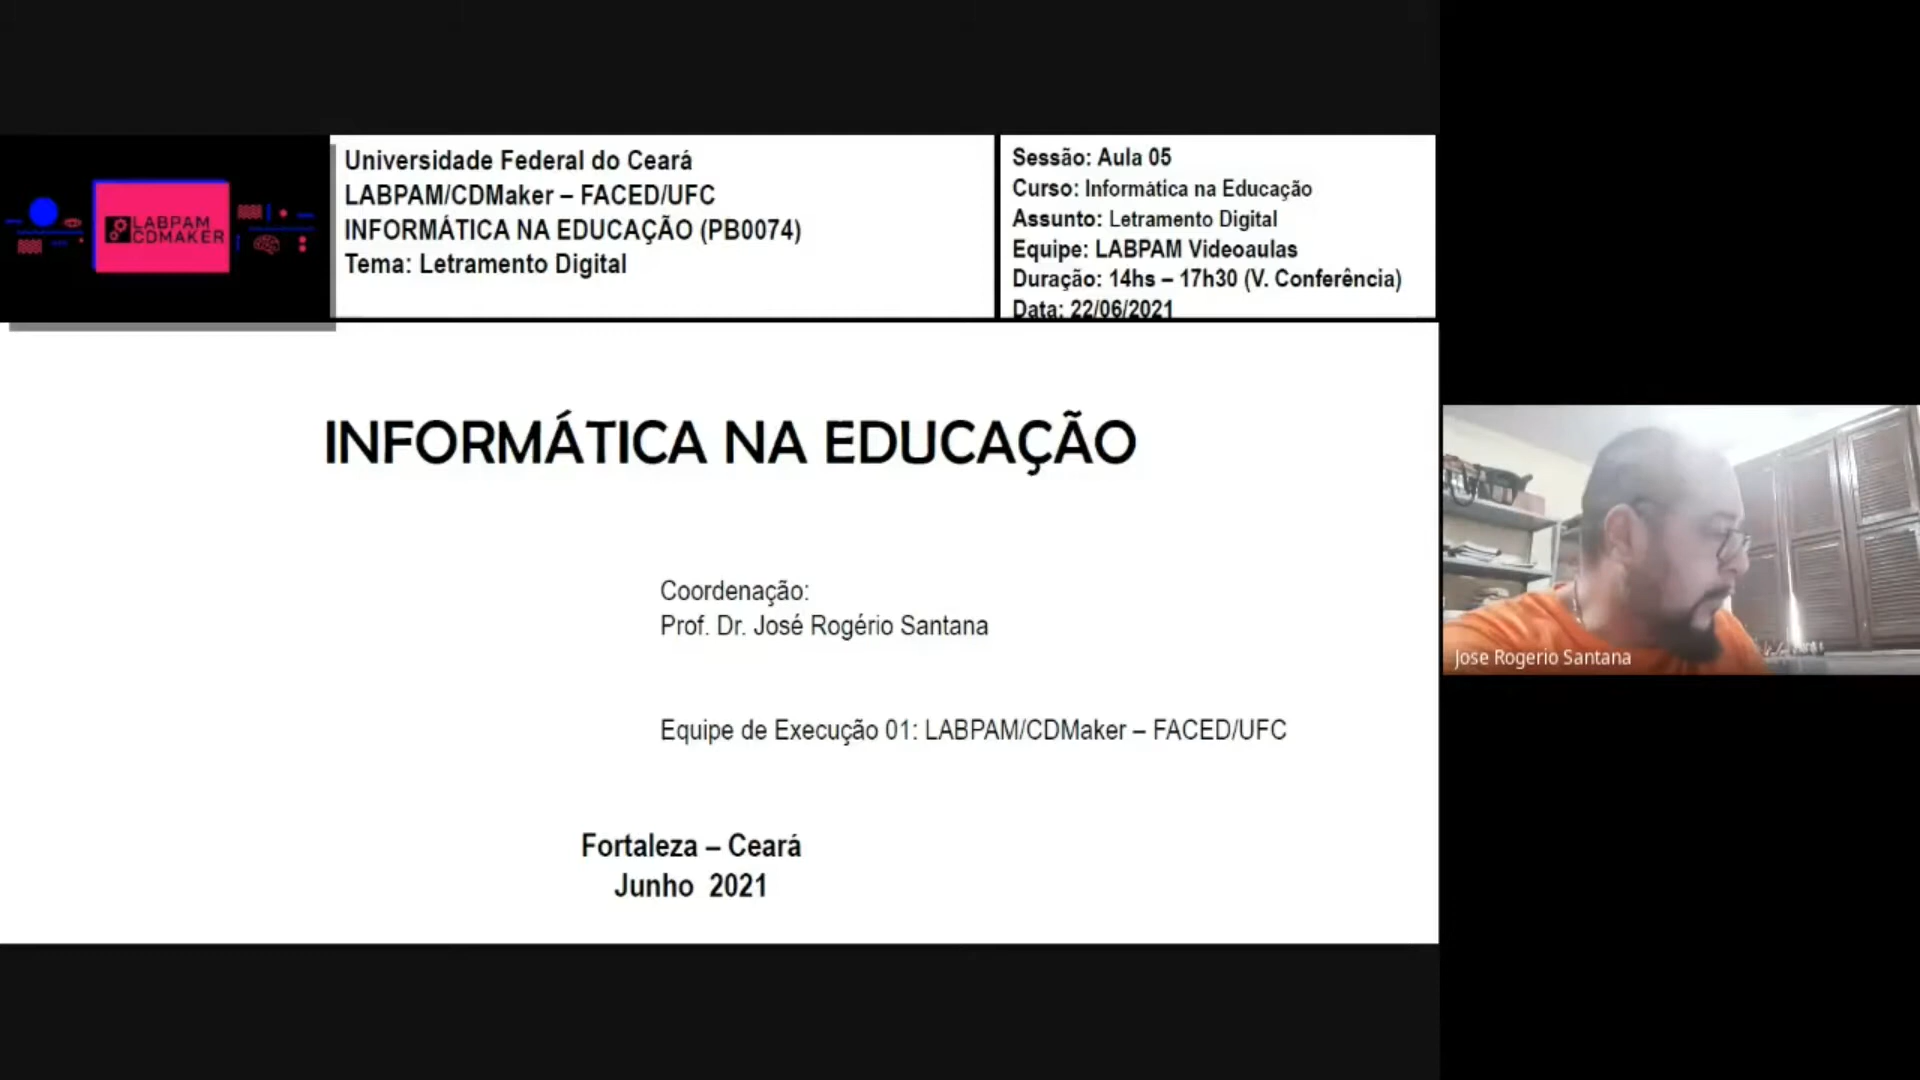 LABPAM
CDMAKER
Universidade Federal do Ceará
LABPAM/CDMaker – FACED/UFC
INFORMÁTICA NA EDUCAÇÃO (PB0074)
Tema: Letramento Digital
Sessão: Aula 05
Curso: Informàtica na Educação
Assunto: Letramento Digital
Equipe: LABPAM Videoaulas
Duração: 14hs – 17h30 (V. Conferência)
Data: 22/06/2021
INFORMÁTICA NA EDUCAÇÃO
Coordenação:
Prof. Dr. José Rogério Santana
Equipe de Execução 01: LABPAM/CDMaker – FACED/UFC
Fortaleza – Ceará
Junho 2021
Jose Rogerio Santana